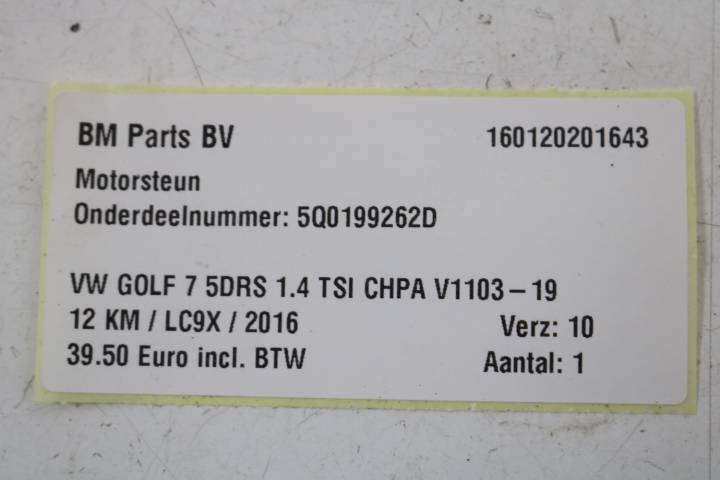 BM Parts BV 160120201643
Motorsteun
Onderdeelnummer: 5Q0199262D
VW GOLF 7 5DRS 1.4 TSI CHPA V1103-19
12 KM / LC9X / 2016 Verz: 10
39.50 Euro incl. BTW Aantal: 1